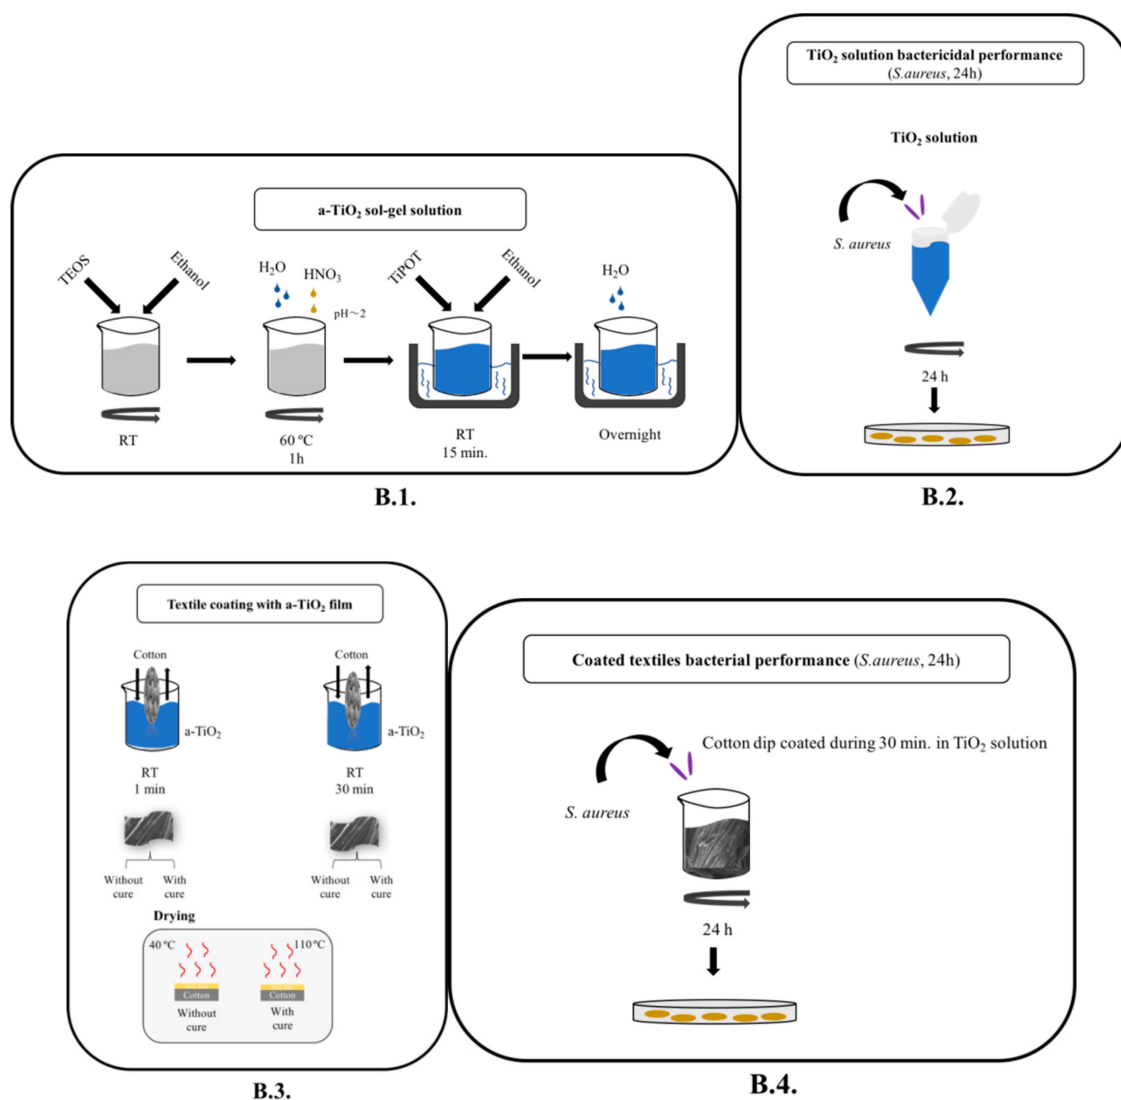 a-TiO₂ sol-gel solution
TEOS
Ethanol
H₂O
HNO₃
pH~2
TiPOT
Ethanol
H₂O
RT
60 ºC
1h
RT
15 min.
Overnight
B.1.
TiO₂ solution bactericidal performance
(S.aureus, 24h)
TiO₂ solution
S. aureus
24 h
B.2.
Textile coating with a-TiO₂ film
Cotton
a-TiO₂
RT
1 min
Without cure
With cure
Cotton
a-TiO₂
RT
30 min
Without cure
With cure
Drying
40 ºC
Cotton
Without cure
110 ºC
Cotton
With cure
B.3.
Coated textiles bacterial performance (S.aureus, 24h)
Cotton dip coated during 30 min. in TiO₂ solution
S. aureus
24 h
B.4.